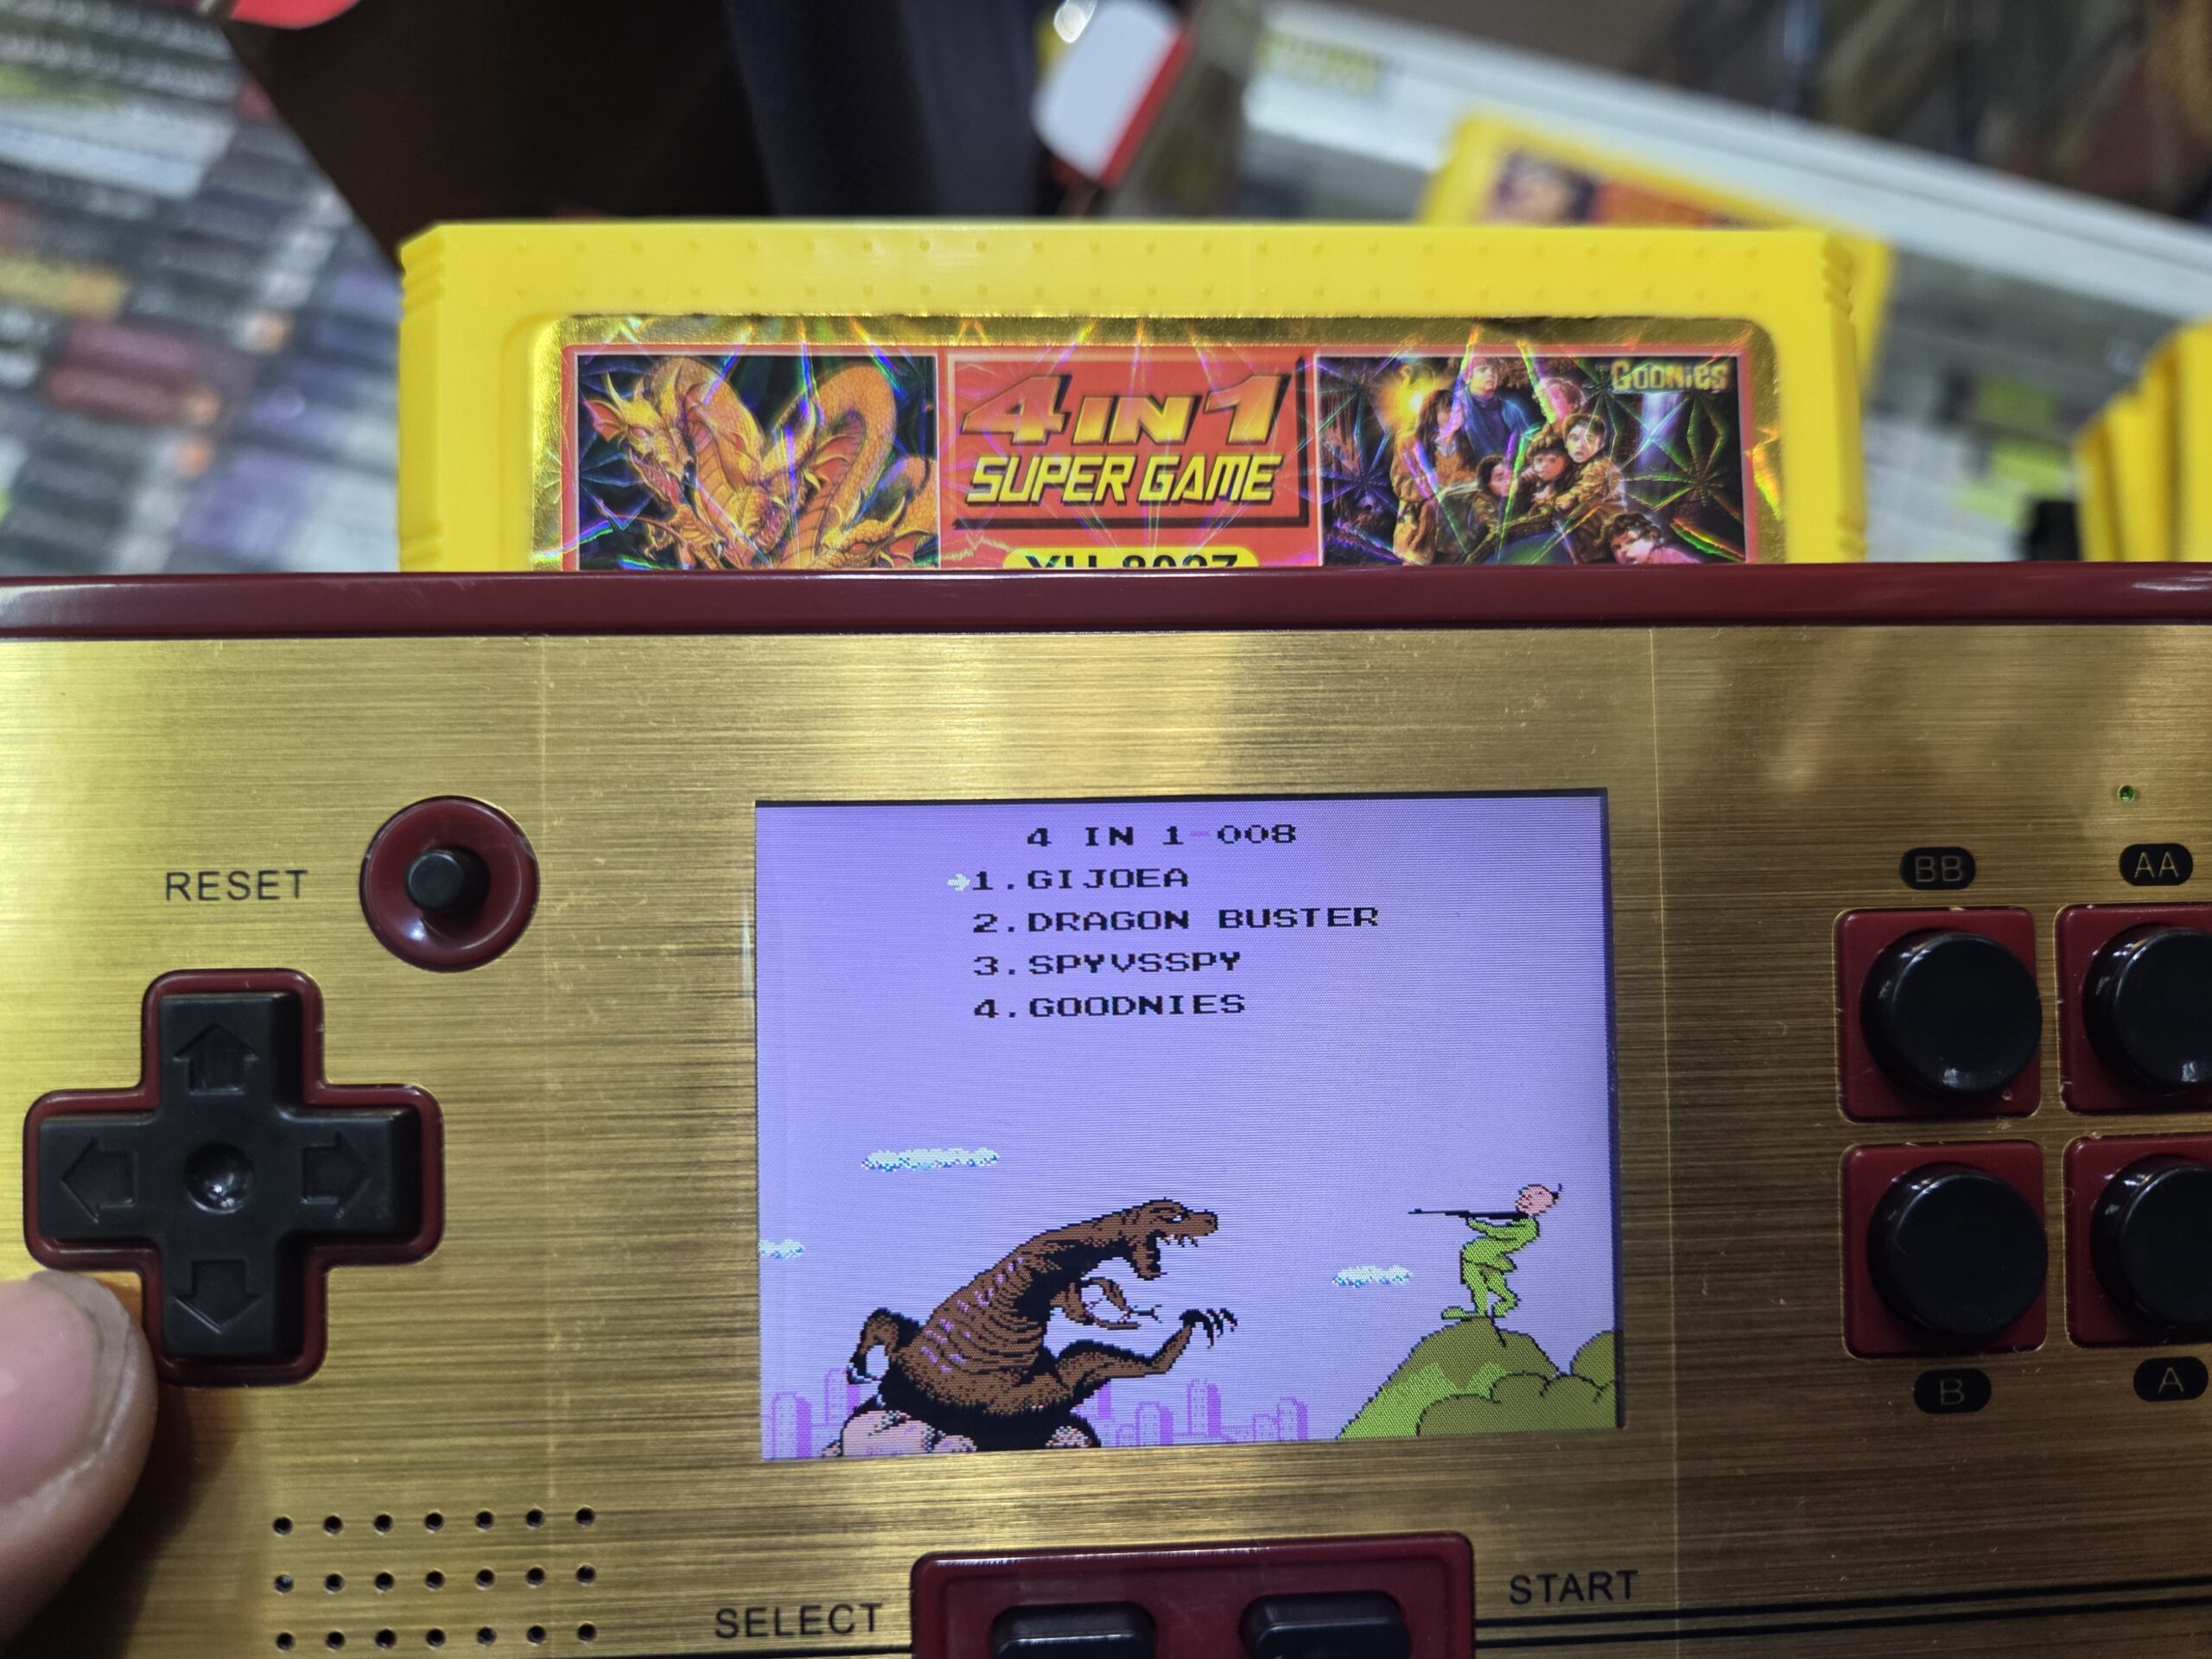 GOONIES
4 IN 1
SUPER GAME
4 IN 1-008
1.GIJOEA
2.DRAGON BUSTER
3.SPYVSSPY
4.GOODNIES
RESET
BB
AA
B
A
SELECT
START